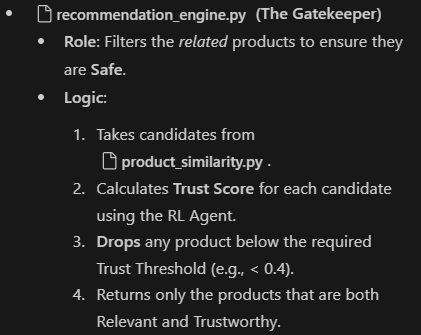 • recommendation_engine.py (The Gatekeeper)
• Role: Filters the related products to ensure they
are Safe.
• Logic:
1. Takes candidates from
product_similarity.py .
2. Calculates Trust Score for each candidate
using the RL Agent.
3. Drops any product below the required
Trust Threshold (e.g., < 0.4).
4. Returns only the products that are both
Relevant and Trustworthy.